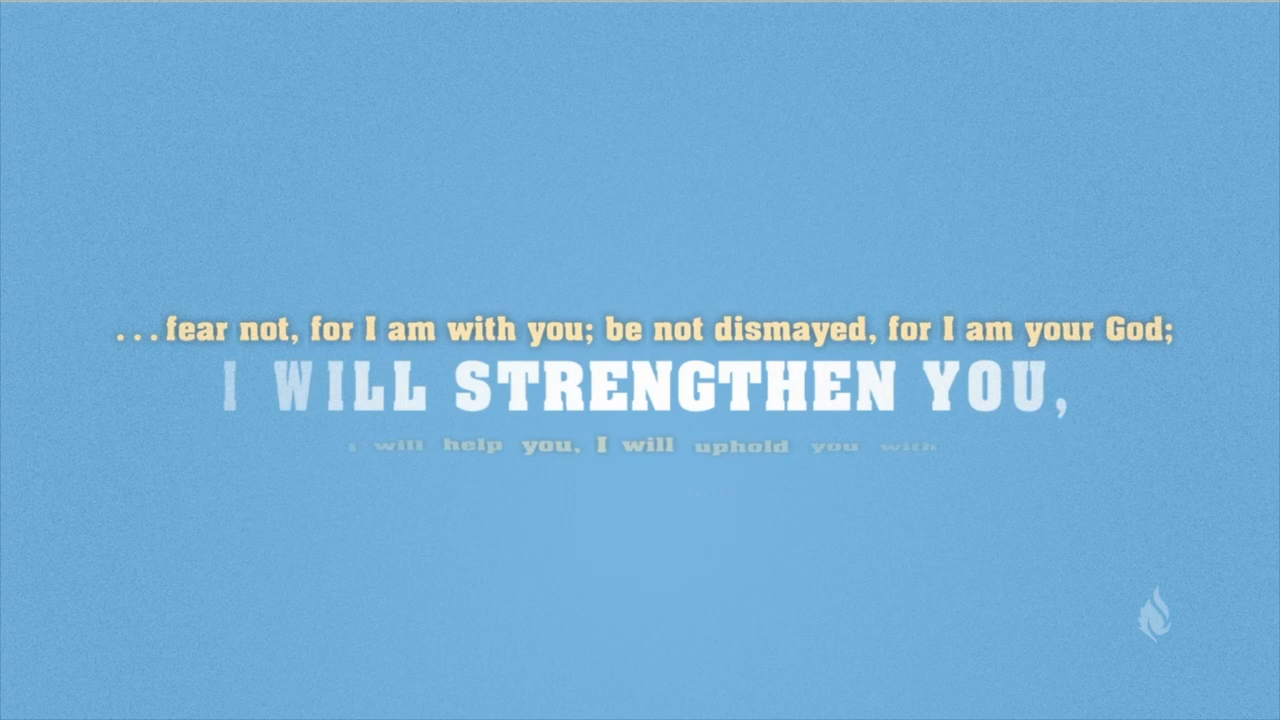 ...fear not, for I am with you; be not dismayed, for I am your God;
I WILL STRENGTHEN YOU,
I will help you, I will uphold you with